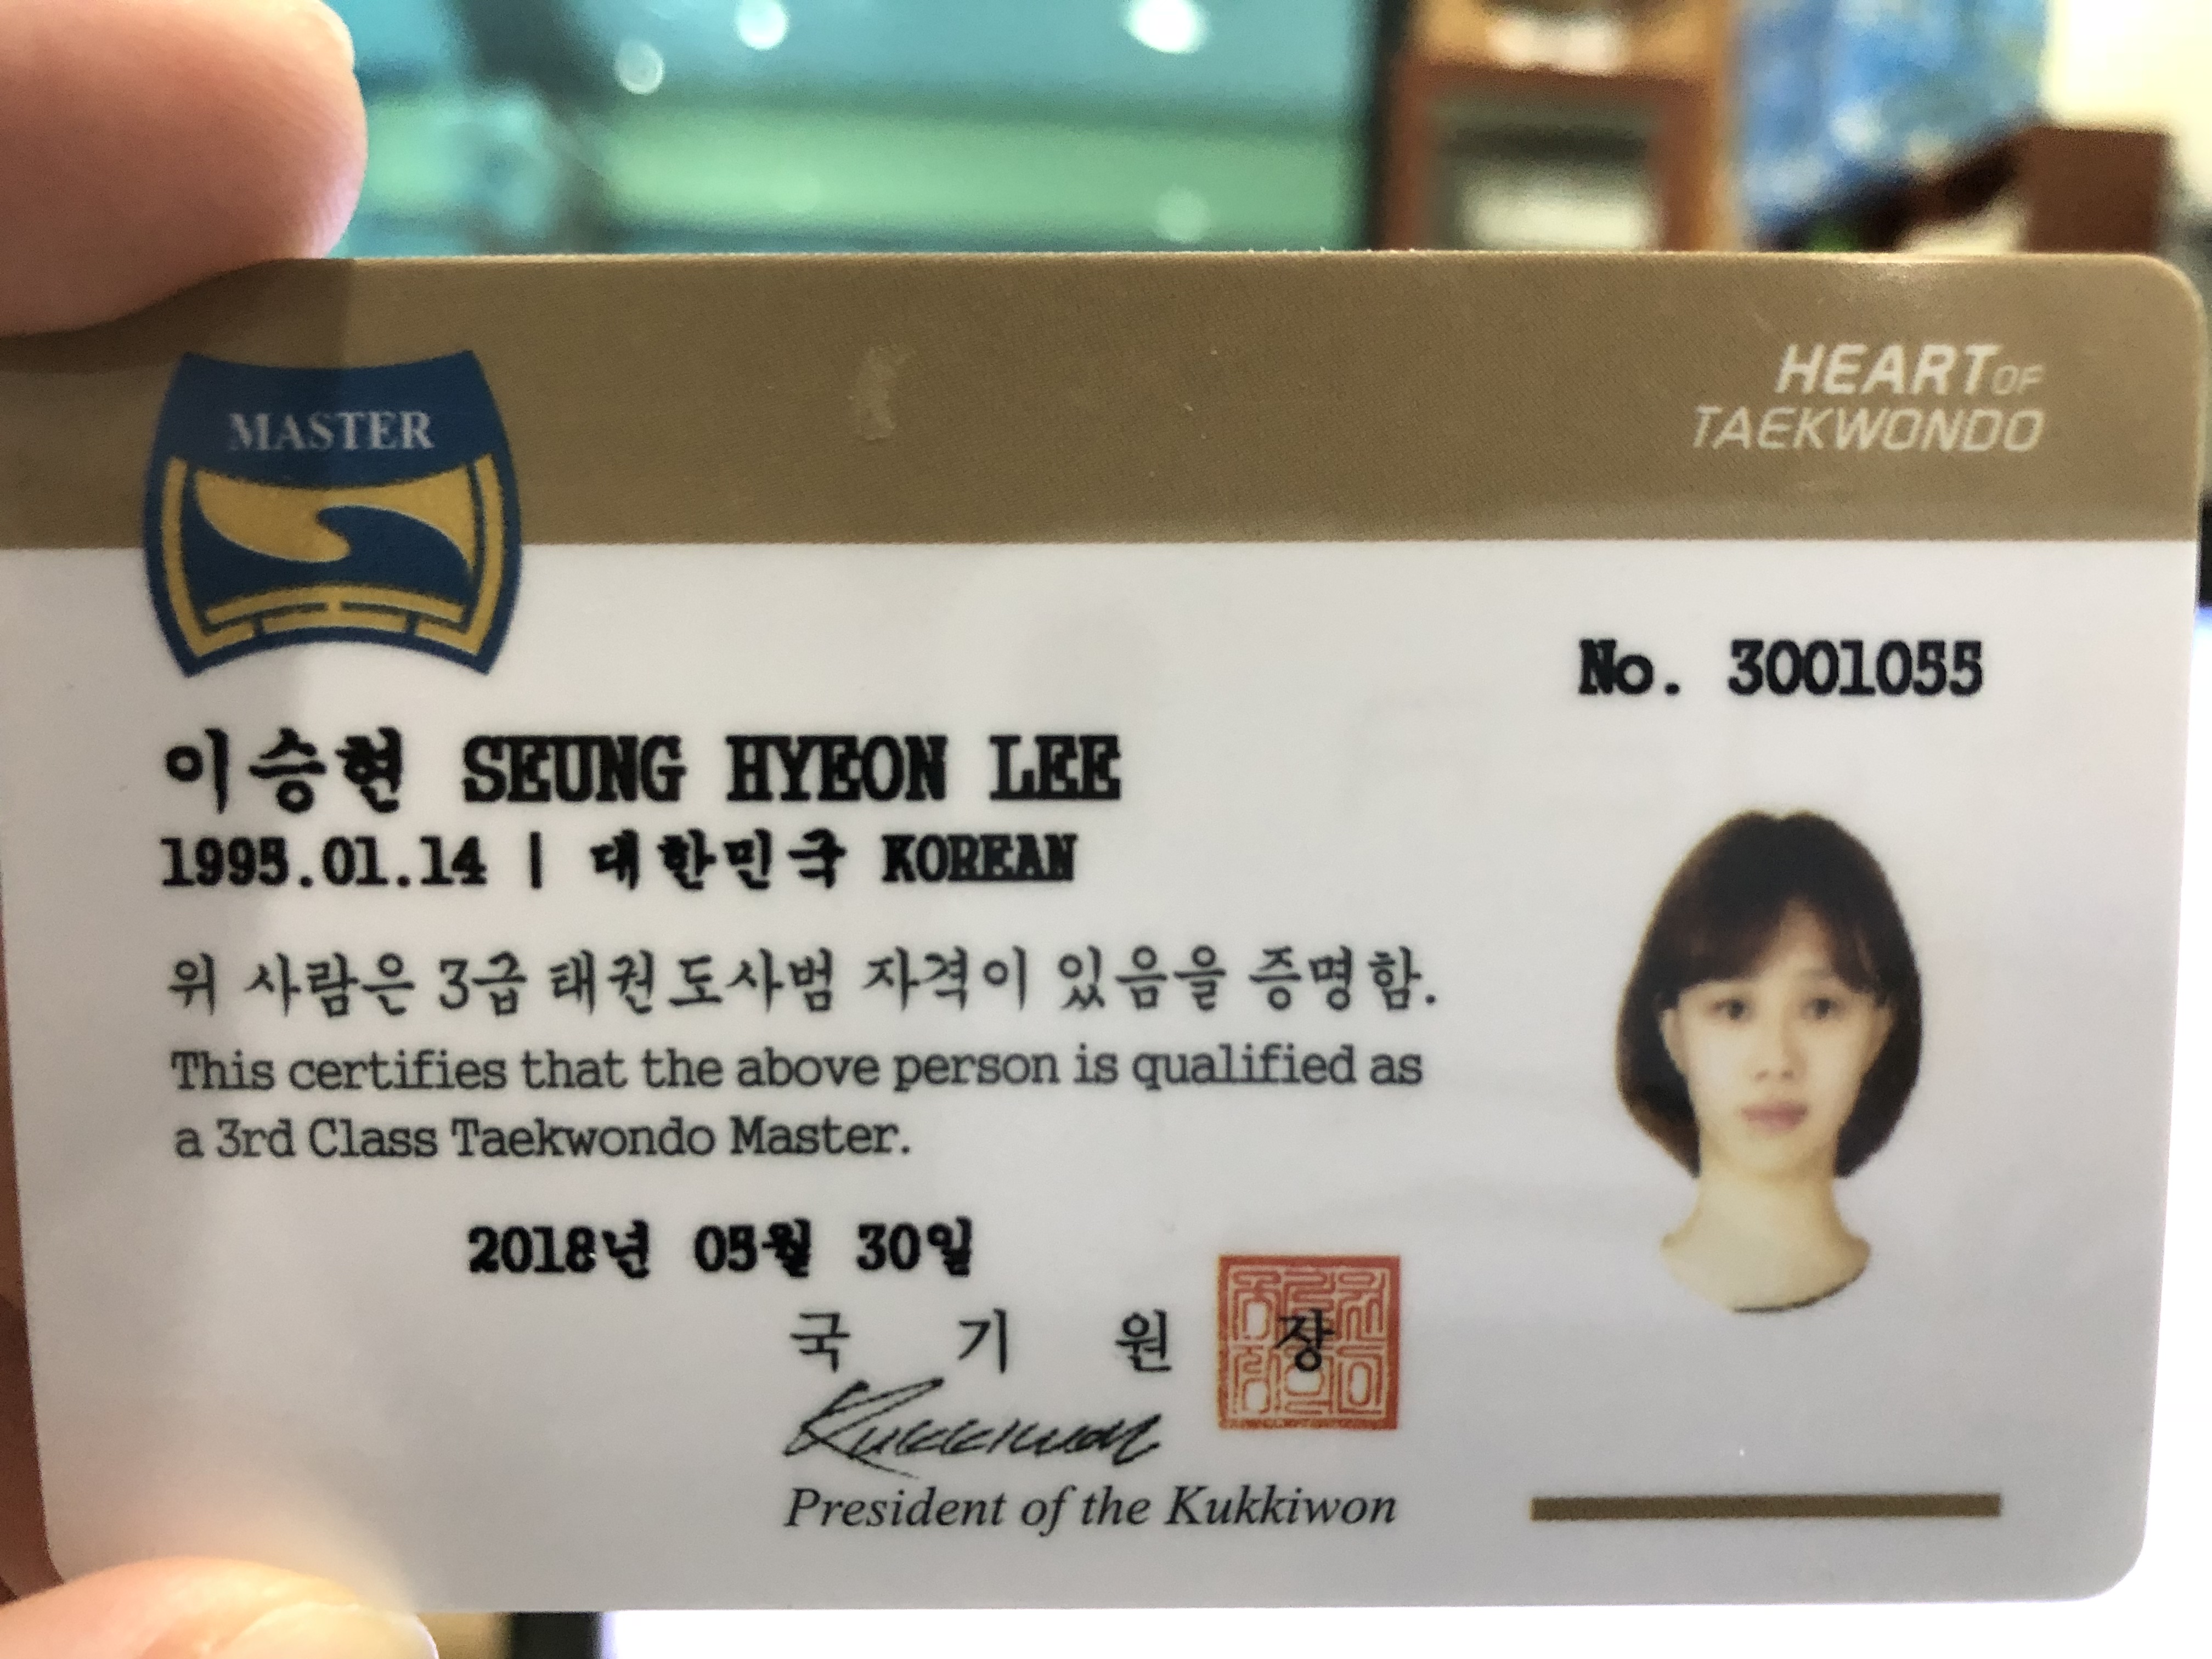 MASTER
HEART OF
TAEKWONDO
No. 3001055
이승현 SEUNG HYEON LEE
1995.01.14 | 대한민국 KOREAN
위 사람은 3급 태권도사범 자격이 있음을 증명함.
This certifies that the above person is qualified as
a 3rd Class Taekwondo Master.
2018년 05월 30일
국 기 원 장
Kukkiwon
President of the Kukkiwon